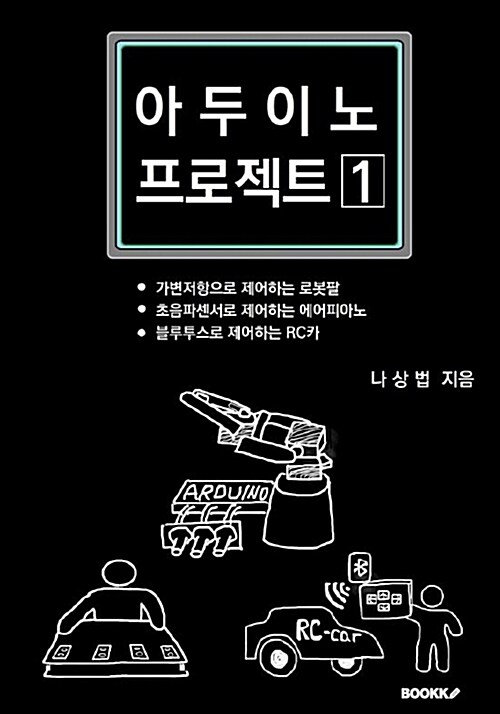 아두이노
프로젝트 1
• 가변저항으로 제어하는 로봇팔
• 초음파센서로 제어하는 에어피아노
• 블루투스로 제어하는 RC카
나상법 지음
ARDUINO
RC-car
BOOKK